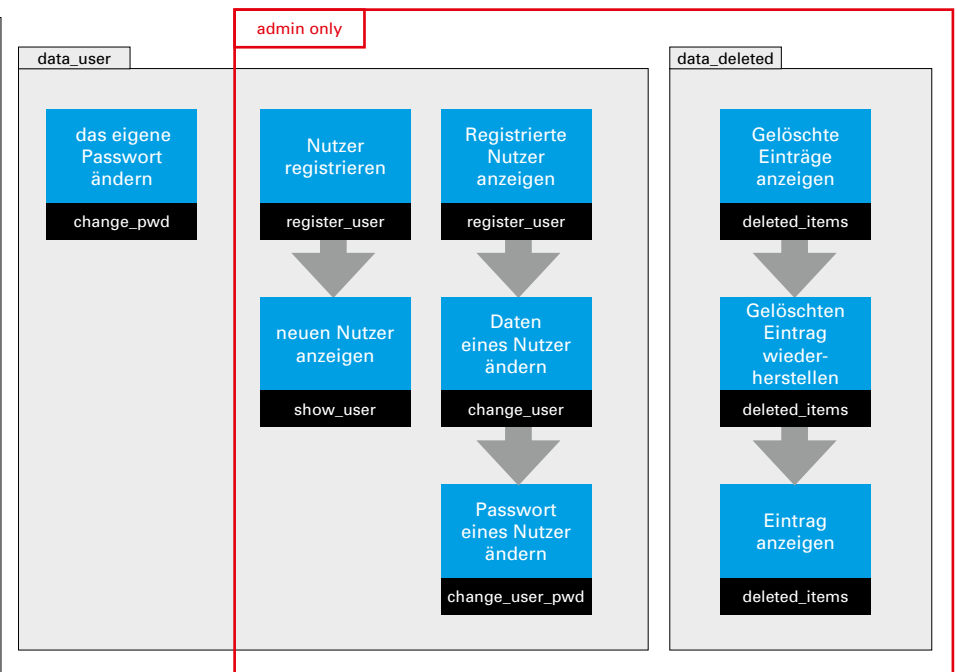 admin only
data_user
das eigene
Passwort
ändern
change_pwd
Nutzer
registrieren
register_user
neuen Nutzer
anzeigen
show_user
Registrierte
Nutzer
anzeigen
register_user
Daten
eines Nutzer
ändern
change_user
Passwort
eines Nutzer
ändern
change_user_pwd
data_deleted
Gelöschte
Einträge
anzeigen
deleted_items
Gelöschten
Eintrag
wieder-
herstellen
deleted_items
Eintrag
anzeigen
deleted_items